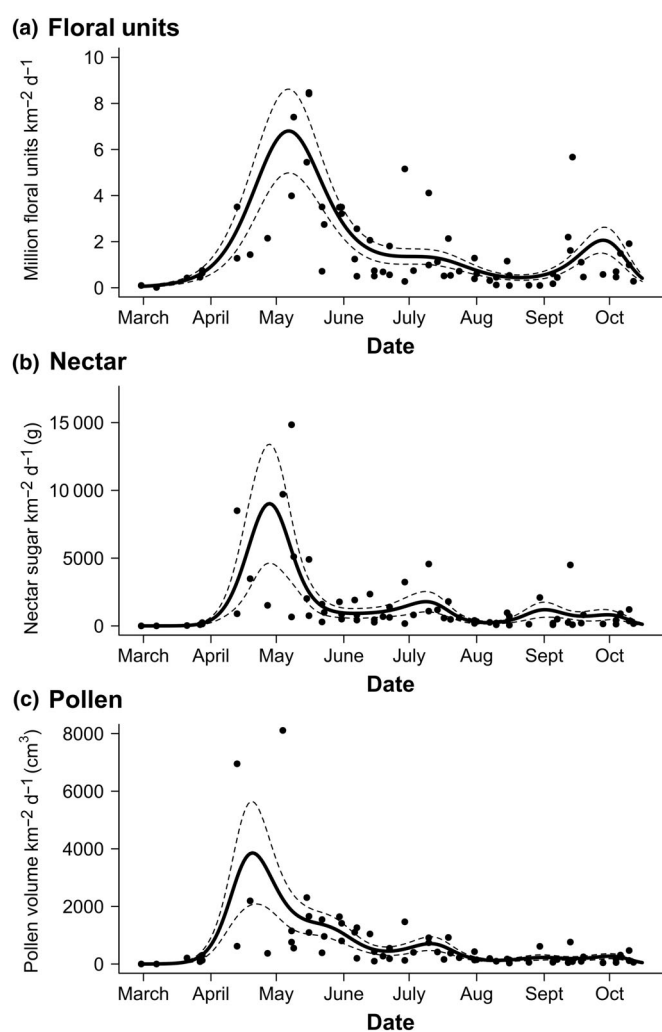 (a) Floral units
Million floral units km⁻² d⁻¹
10
8
6
4
2
0
March April May June July Aug Sept Oct
Date
(b) Nectar
Nectar sugar km⁻² d⁻¹ (g)
15 000
10 000
5000
0
March April May June July Aug Sept Oct
Date
(c) Pollen
Pollen volume km⁻² d⁻¹ (cm³)
8000
6000
4000
2000
0
March April May June July Aug Sept Oct
Date